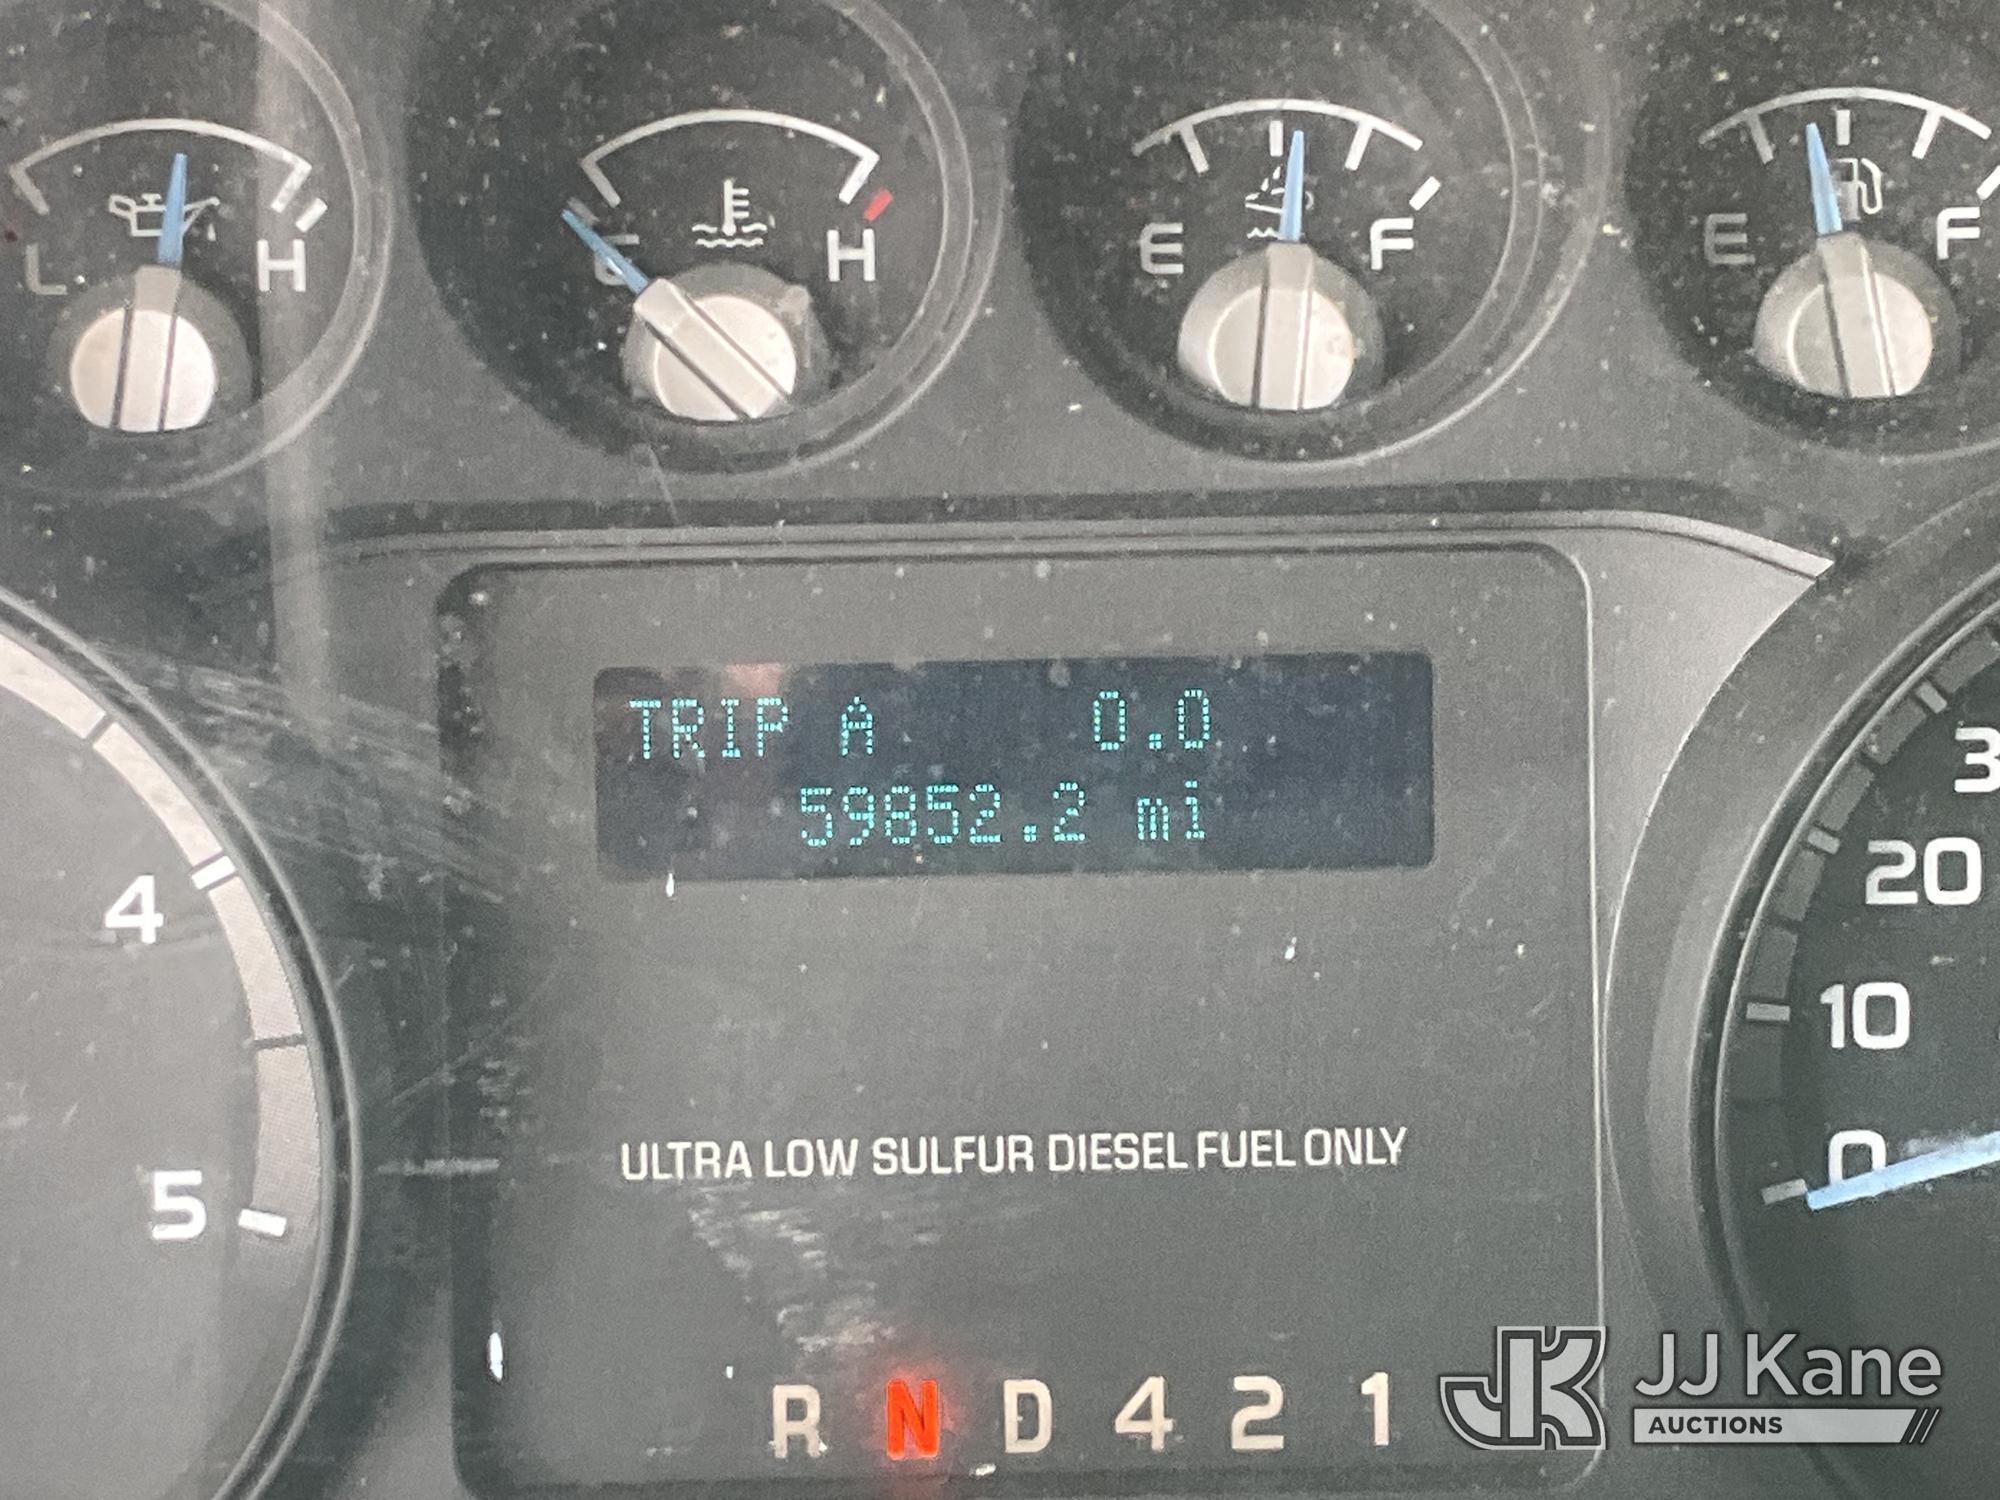 L H
C H
E F
E F
TRIP A 0.0
59852.2 mi
4
5
3
20
10
0
ULTRA LOW SULFUR DIESEL FUEL ONLY
R N D 4 2 1
JK JJ Kane
AUCTIONS